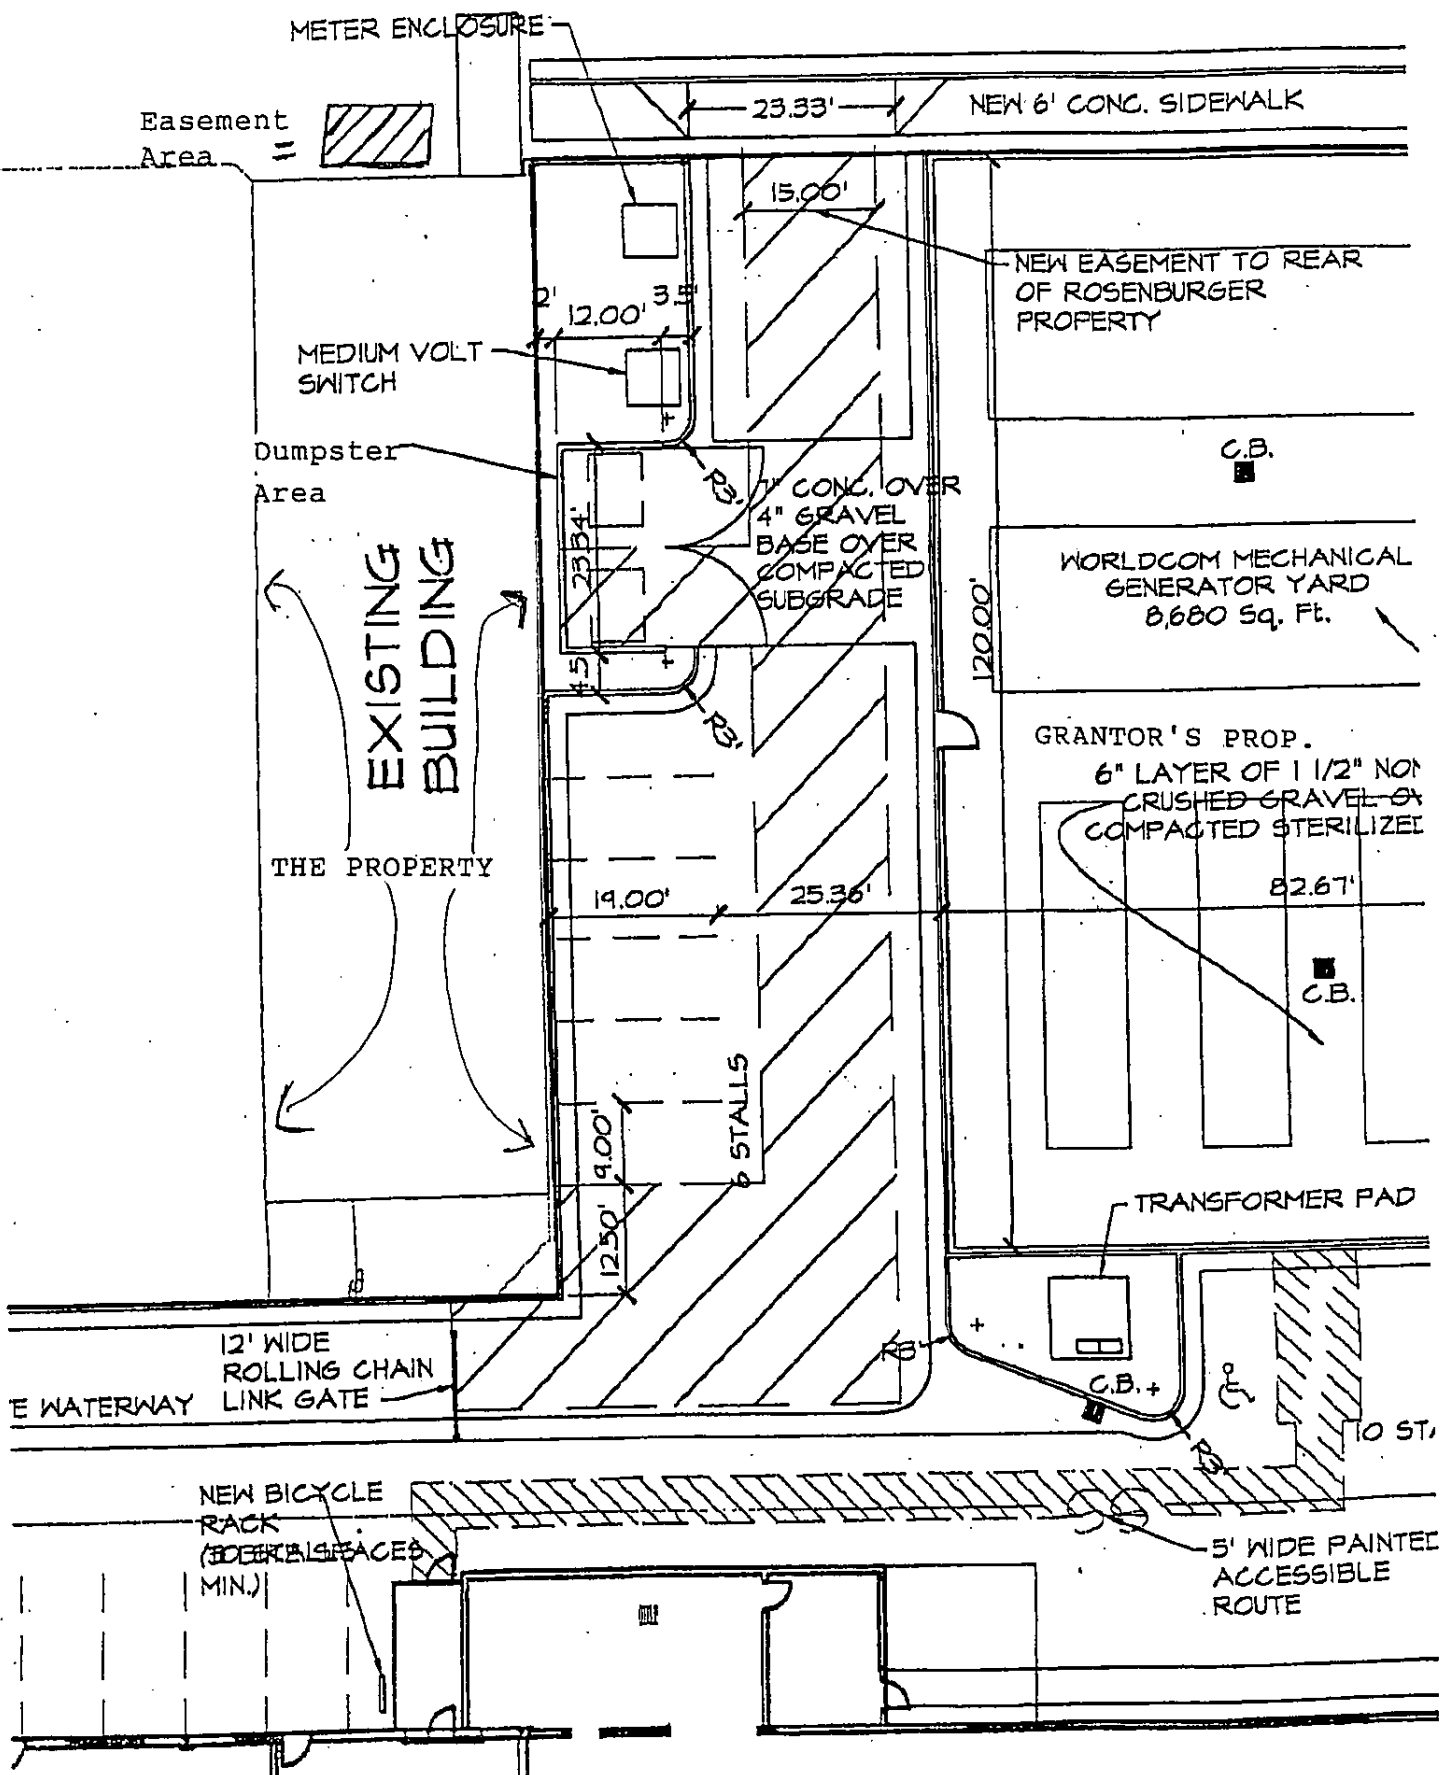 METER ENCLOSURE
23.33'
NEW 6' CONC. SIDEWALK
Easement
Area =
15.00'
NEW EASEMENT TO REAR
OF ROSENBURGER
PROPERTY
2'
12.00'
3.5'
MEDIUM VOLT
SWITCH
C.B.
Dumpster
Area
R3'
7" CONC. OVER
4" GRAVEL
BASE OVER
COMPACTED
SUBGRADE
23.34'
EXISTING
BUILDING
WORLDCOM MECHANICAL
GENERATOR YARD
8,680 Sq. Ft.
120.00'
4.5
R3'
GRANTOR'S PROP.
6" LAYER OF 1 1/2" NON
CRUSHED GRAVEL OV
COMPACTED STERILIZED
THE PROPERTY
19.00'
25.36'
82.67'
C.B.
6 STALLS
9.00'
12.50'
TRANSFORMER PAD
12' WIDE
ROLLING CHAIN
LINK GATE
E WATERWAY
R3'
C.B.
10 ST
R3'
NEW BICYCLE
RACK
MIN.)
5' WIDE PAINTED
ACCESSIBLE
ROUTE